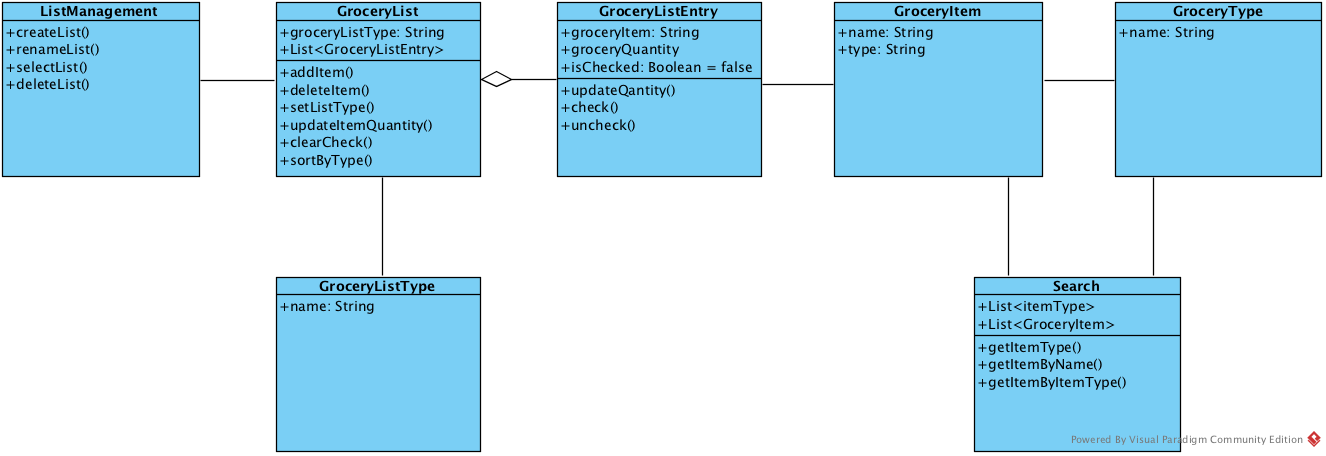 ListManagement
+createList()
+renameList()
+selectList()
+deleteList()
GroceryList
+groceryListType: String
+List<GroceryListEntry>
+addItem()
+deleteItem()
+setListType()
+updateItemQuantity()
+clearCheck()
+sortByType()
GroceryListEntry
+groceryItem: String
+groceryQuantity
+isChecked: Boolean = false
+updateQantity()
+check()
+uncheck()
GroceryItem
+name: String
+type: String
GroceryType
+name: String
GroceryListType
+name: String
Search
+List<itemType>
+List<GroceryItem>
+getItemType()
+getItemByName()
+getItemByItemType()
Powered By Visual Paradigm Community Edition